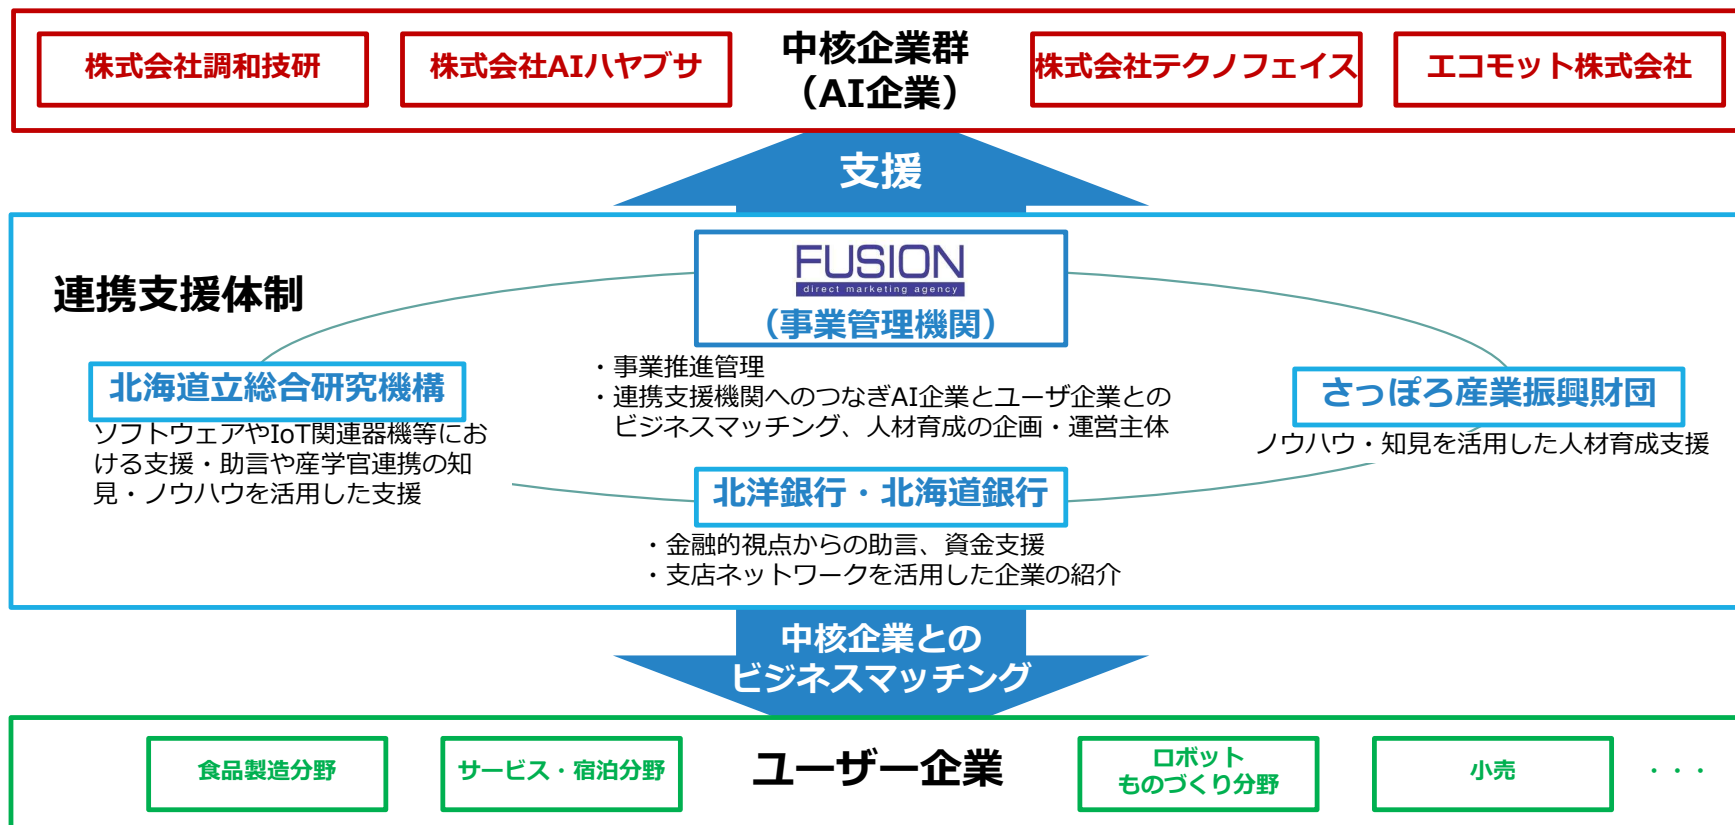 株式会社調和技研
株式会社AIハヤブサ
中核企業群
（AI企業）
株式会社テクノフェイス
エコモット株式会社
支援
連携支援体制
FUSION
direct marketing agency
（事業管理機関）
・事業推進管理
・連携支援機関へのつなぎAI企業とユーザ企業との
ビジネスマッチング、人材育成の企画・運営主体
北海道立総合研究機構
ソフトウェアやIoT関連器機等にお
ける支援・助言や産学官連携の知
見・ノウハウを活用した支援
さっぽろ産業振興財団
ノウハウ・知見を活用した人材育成支援
北洋銀行・北海道銀行
・金融的視点からの助言、資金支援
・支店ネットワークを活用した企業の紹介
中核企業との
ビジネスマッチング
食品製造分野
サービス・宿泊分野
ユーザー企業
ロボット
ものづくり分野
小売
・・・